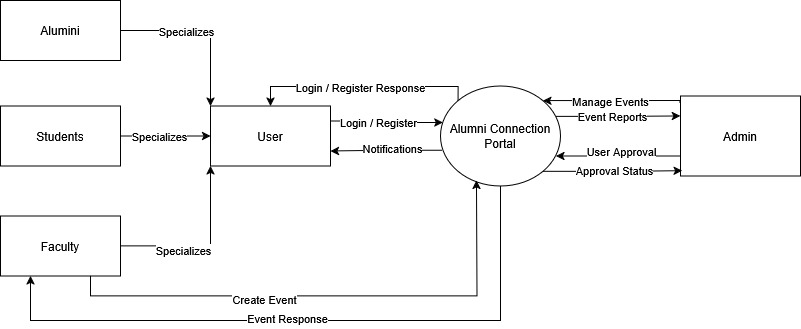 Alumini
Specializes
Login / Register Response
Manage Events
Event Reports
Students
Specializes
User
Login / Register
Alumni Connection
Portal
Admin
Notifications
User Approval
Approval Status
Faculty
Specializes
Create Event
Event Response